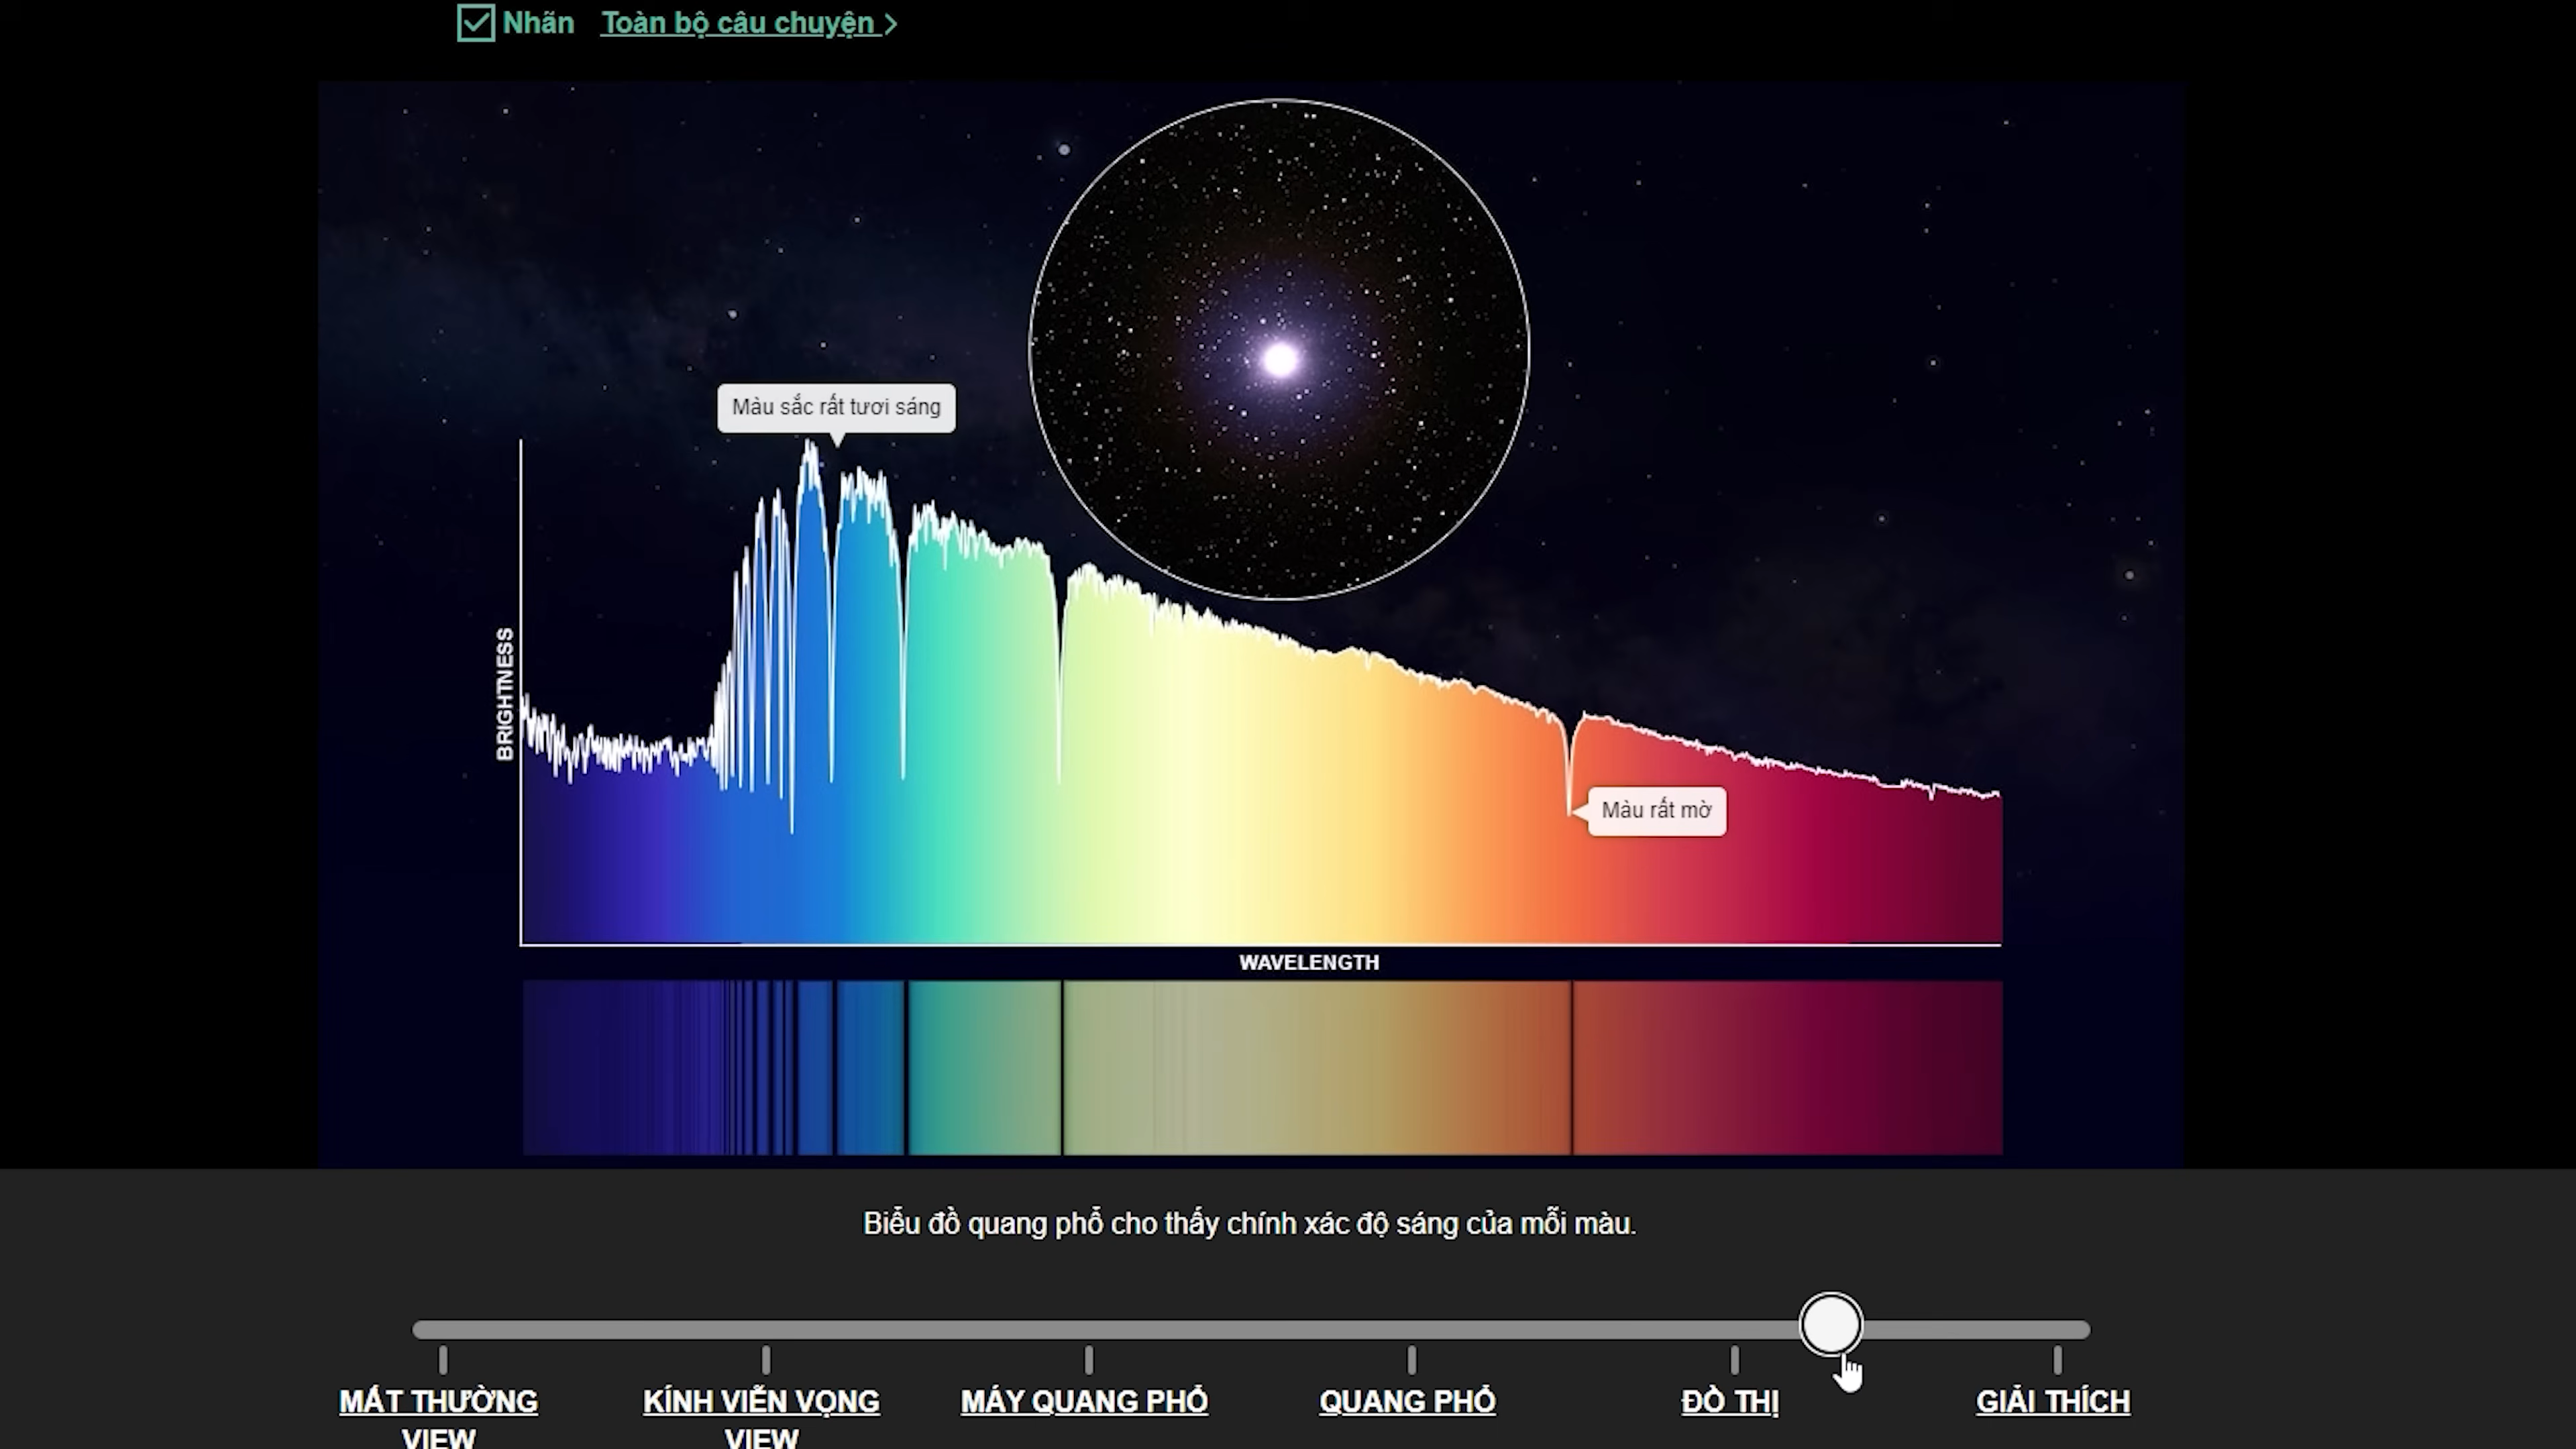 Nhãn Toàn bộ câu chuyện >
Màu sắc rất tươi sáng
BRIGHTNESS
Màu rất mờ
WAVELENGTH
Biểu đồ quang phổ cho thấy chính xác độ sáng của mỗi màu.
MẮT THƯỜNG VIEW
KÍNH VIỄN VỌNG VIEW
MÁY QUANG PHỔ
QUANG PHỔ
ĐỒ THỊ
GIẢI THÍCH